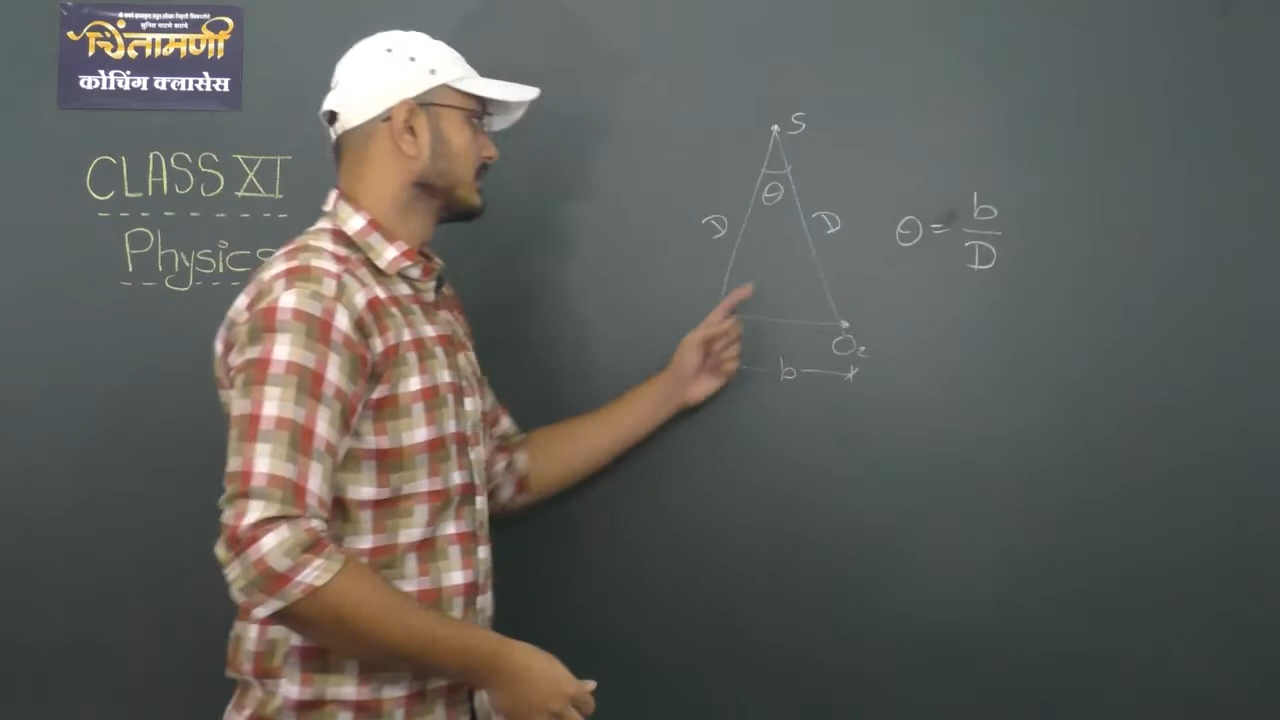 चिंतामणी
कोचिंग क्लासेस
CLASS XI
Physics
S
θ
D D
O₂
b
θ = b/D